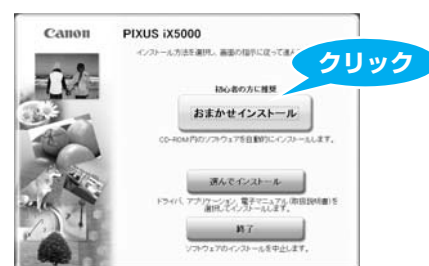 Canon
PIXUS iX5000
インストール方法を選択し、画面の指示に従って進ん
クリック
初心者の方に推奨
おまかせインストール
CD-ROM内のソフトウェアを自動的にインストールします。
選んでインストール
ドライバ、アプリケーション、電子マニュアル(取扱説明書)を
選択してインストールします。
終了
ソフトウェアのインストールを中止します。